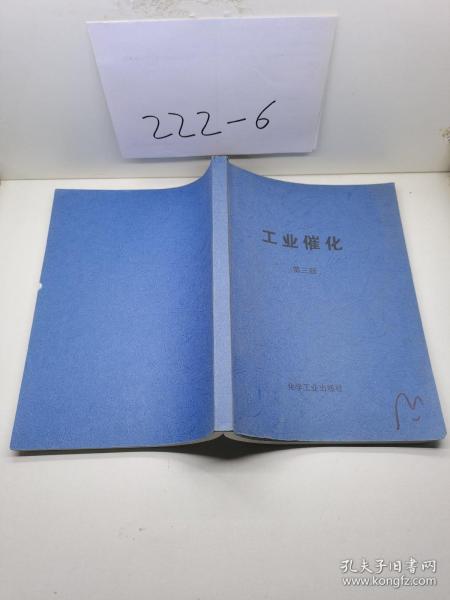 222-6
工业催化
第三版
化学工业出版社
孔夫子旧书网
www.kongfz.com